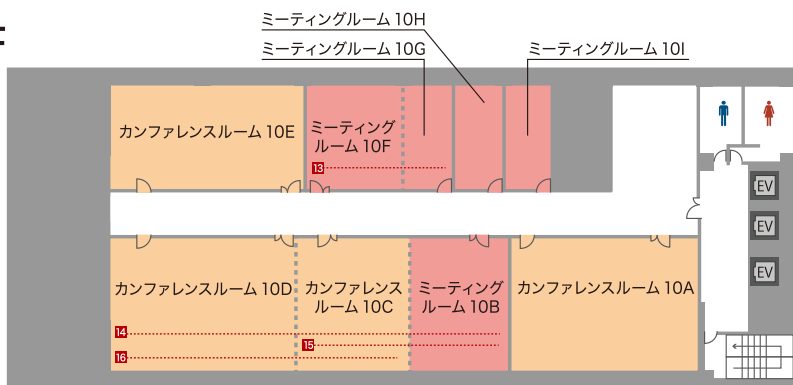 ミーティングルーム 10H
ミーティングルーム 10G
ミーティングルーム 10I
カンファレンスルーム 10E
ミーティング
ルーム 10F
13
EV
EV
EV
カンファレンスルーム 10D
カンファレンス
ルーム 10C
ミーティング
ルーム 10B
カンファレンスルーム 10A
14
15
16